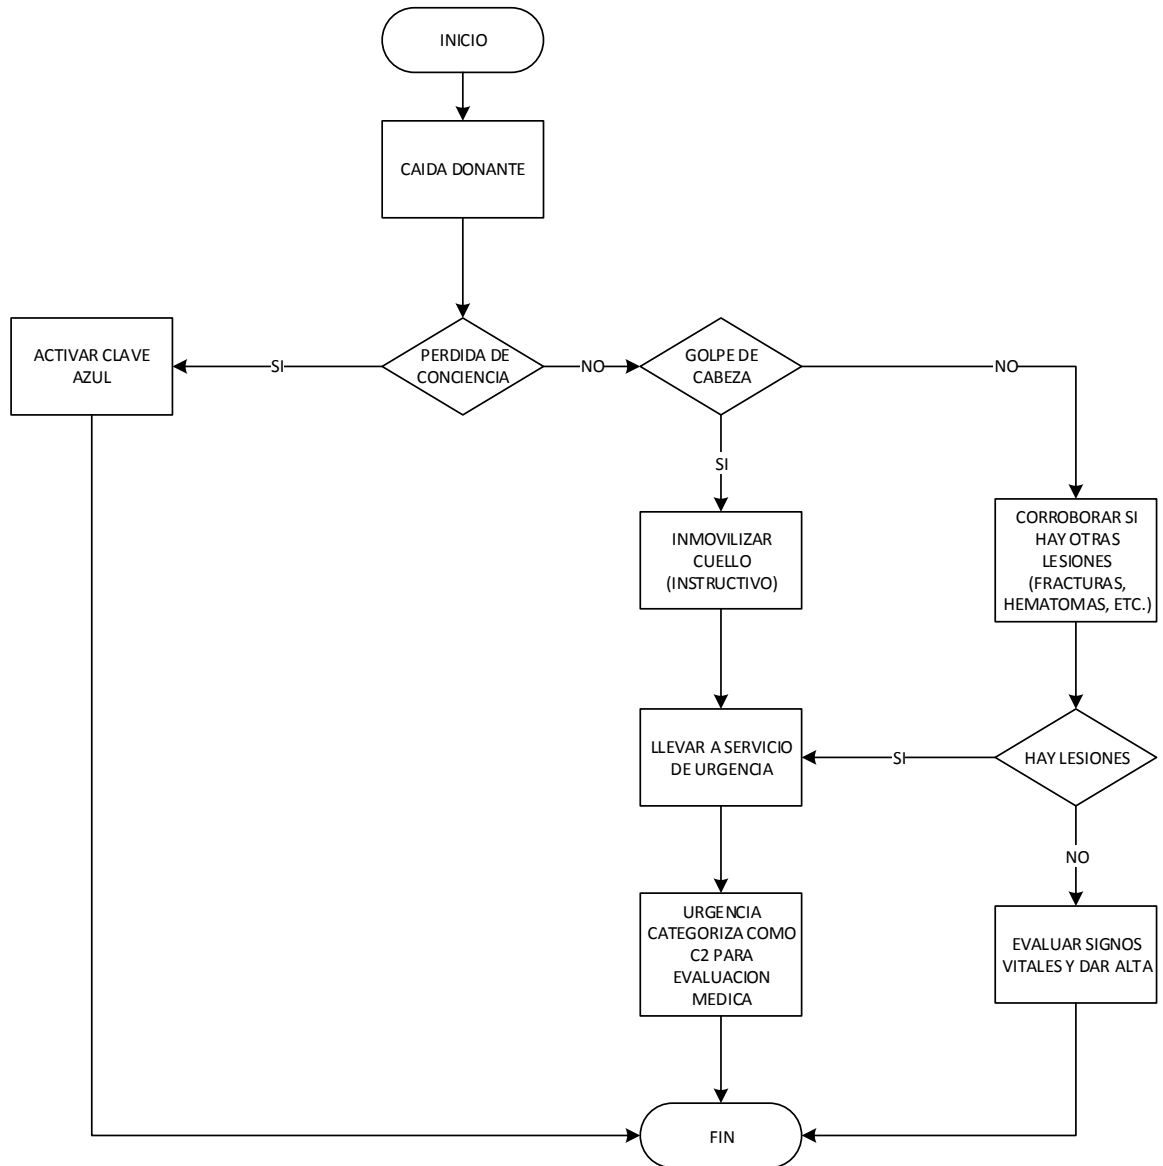 INICIO
CAIDA DONANTE
ACTIVAR CLAVE
AZUL
SI
PERDIDA DE
CONCIENCIA
NO
GOLPE DE
CABEZA
NO
SI
INMOVILIZAR
CUELLO
(INSTRUCTIVO)
CORROBORAR SI
HAY OTRAS
LESIONES
(FRACTURAS,
HEMATOMAS, ETC.)
LLEVAR A SERVICIO
DE URGENCIA
SI
HAY LESIONES
NO
URGENCIA
CATEGORIZA COMO
C2 PARA
EVALUACION
MEDICA
EVALUAR SIGNOS
VITALES Y DAR ALTA
FIN